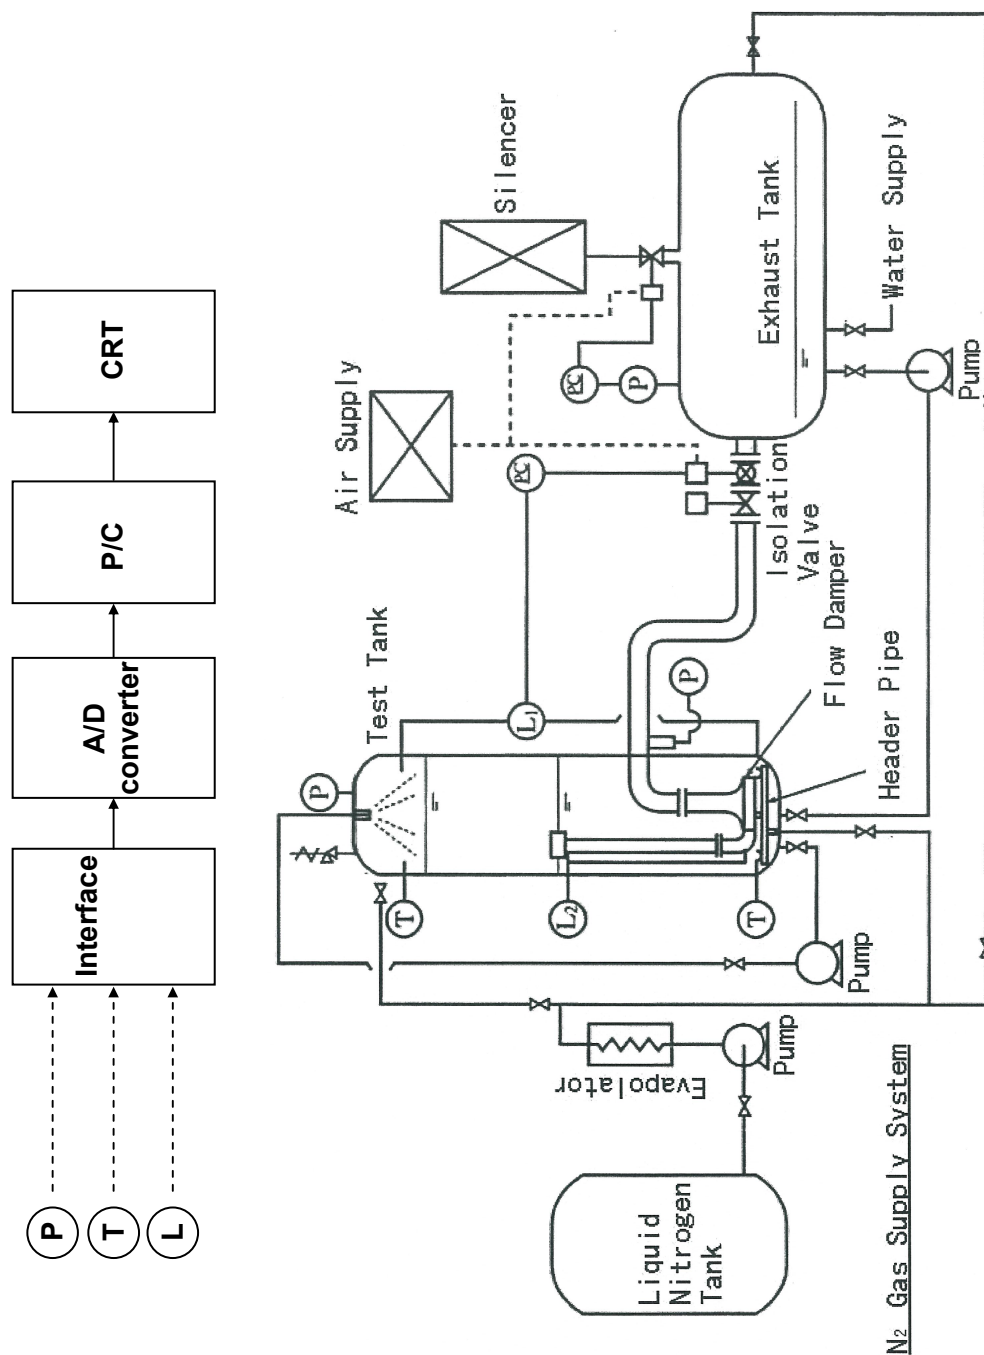 P
T
L
Interface
A/D
converter
P/C
CRT
Silencer
Air Supply
PC
P
PC
Exhaust Tank
Water Supply
Pump
Isolation
Valve
Flow Damper
Header Pipe
Test Tank
P
L1
P
T
L2
T
Pump
Evapolator
Pump
Liquid
Nitrogen
Tank
N2 Gas Supply System